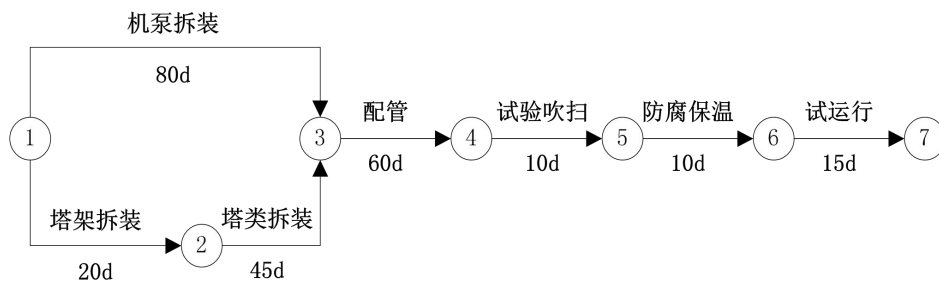 机泵拆装
80d
配管
试验吹扫
防腐保温
试运行
1
3
4
5
6
7
60d
10d
10d
15d
塔架拆装
塔类拆装
2
20d
45d